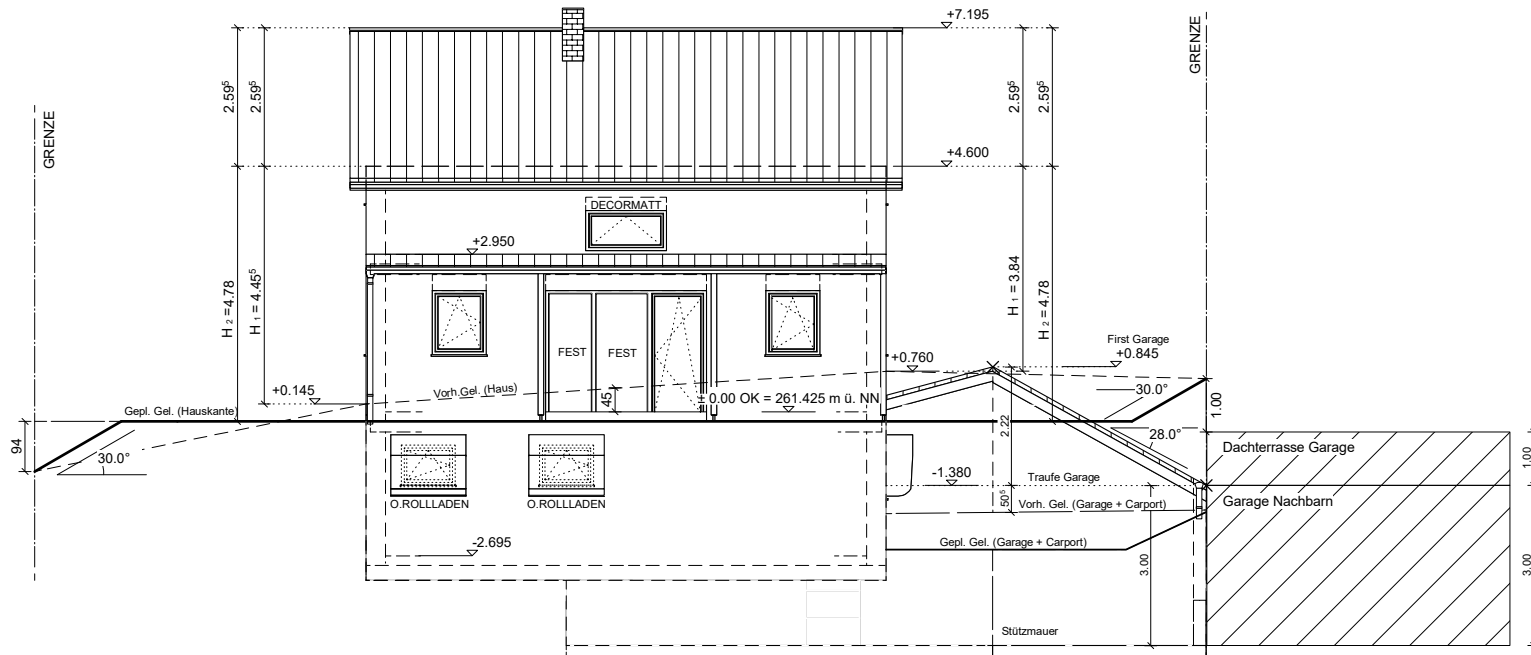 +7.195
GRENZE
GRENZE
2.59⁵
2.59⁵
2.59⁵
2.59⁵
+4.600
DECORMATT
+2.950
H₂ =4.78
H₁ = 4.45⁵
H₁ = 3.84
H₂ =4.78
FEST
FEST
First Garage
+0.760
+0.845
+0.145
Vorh.Gel. (Haus)
45
± 0.00 OK = 261.425 m ü. NN
30.0°
1.00
Gepl. Gel. (Hauskante)
94
30.0°
2.22
28.0°
Dachterrasse Garage
1.00
-1.380
Traufe Garage
O.ROLLLADEN
O.ROLLLADEN
50⁵
Vorh. Gel. (Garage + Carport)
Garage Nachbarn
-2.695
Gepl. Gel. (Garage + Carport)
3.00
3.00
Stützmauer